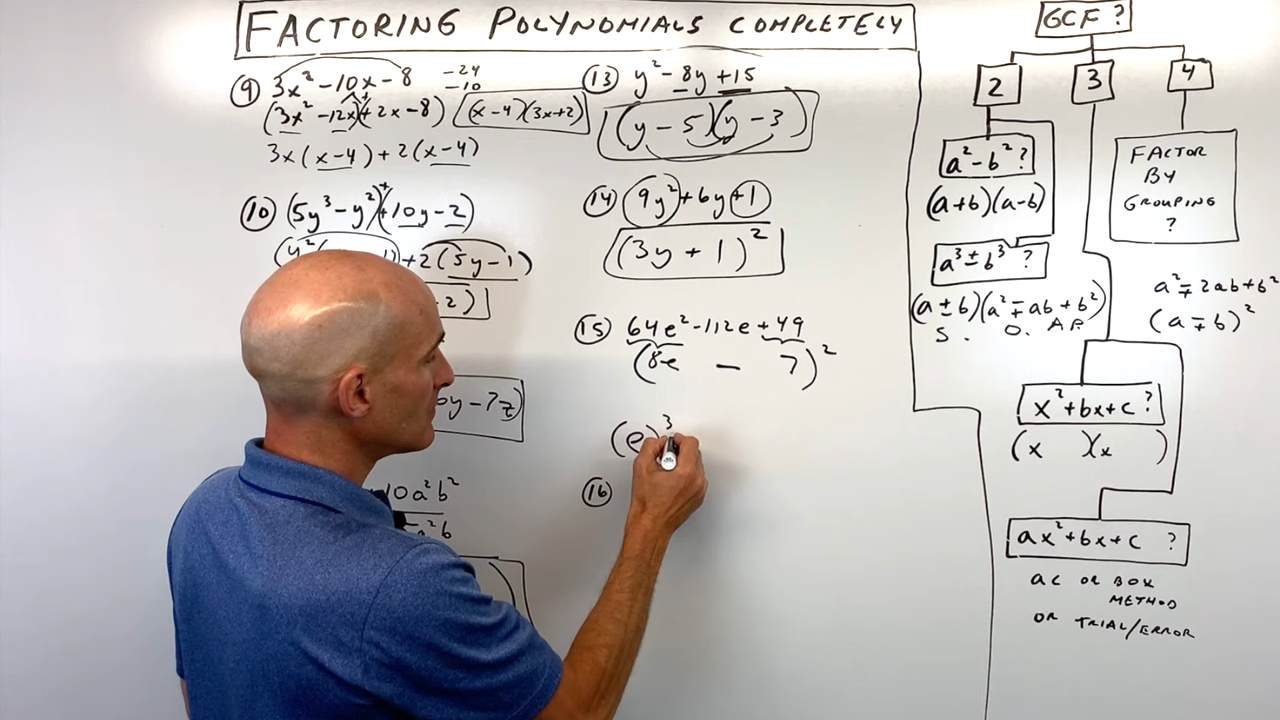 FACTORING POLYNOMIALS COMPLETELY
9 3x² -10x -8 -24
-10
(3x² -12x)+(2x -8) (x-4)(3x+2)
3x(x-4)+2(x-4)
10 (5y³-y²)+(10y-2)
(y²( -1)+2(5y-1)
2)
y-7z)
10a²b²
a²b
13 y²-8y+15
(y-5)(y-3)
14 9y²+6y+1
(3y+1)²
15 64e²-112e+49
(8e - 7)²
(e)³
16
GCF?
2 3 4
a²-b²?
(a+b)(a-b)
a³±b³?
(a±b)(a²∓ab+b²)
S. O. AP
FACTOR
BY
GROUPING
?
a²∓2ab+b²
(a∓b)²
x²+bx+c?
(x )(x )
ax²+bx+c ?
AC OR BOX
METHOD
OR TRIAL/ERROR